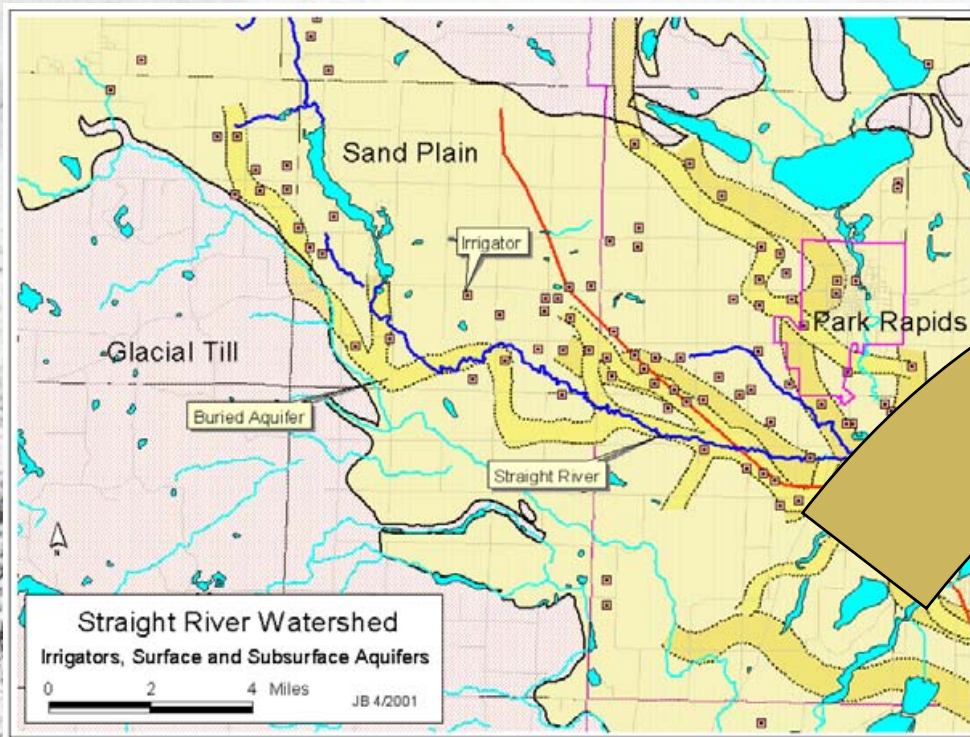 Sand Plain
Irrigator
Park Rapids
Glacial Till
Buried Aquifer
Straight River
N
Straight River Watershed
Irrigators, Surface and Subsurface Aquifers
0 2 4 Miles
JB 4/2001